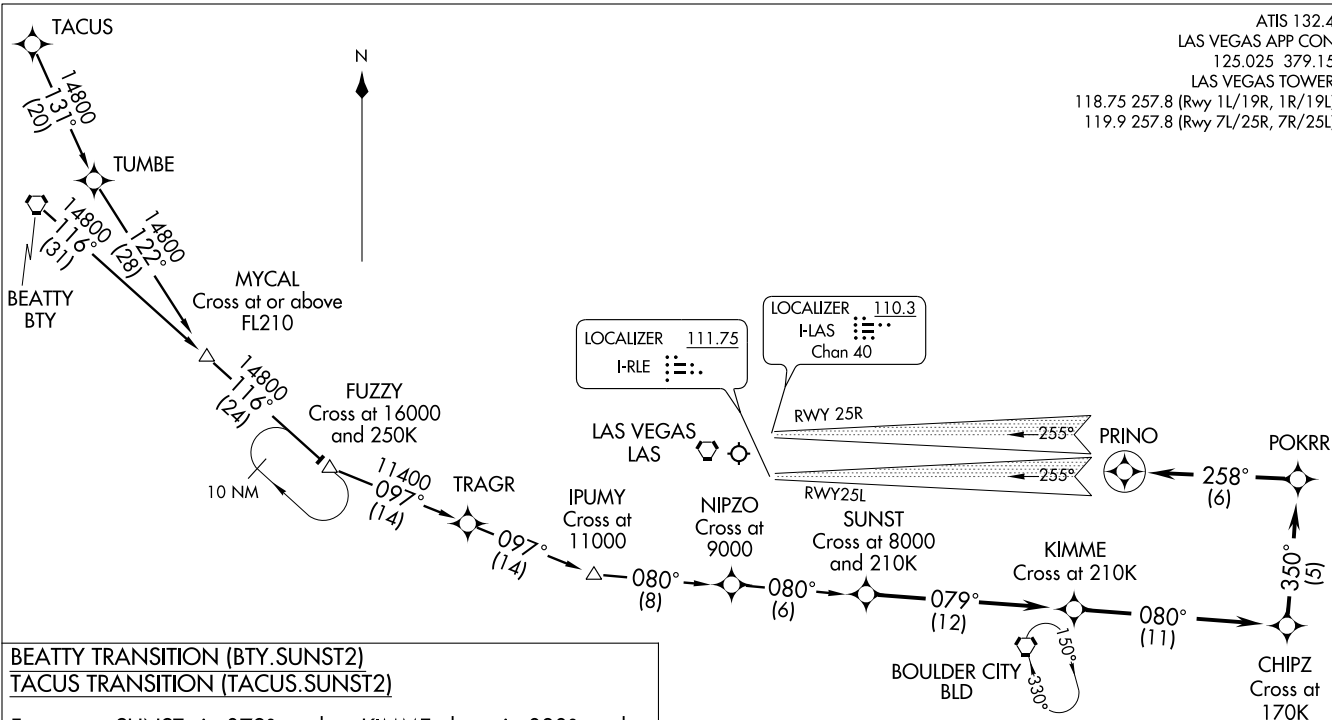 TACUS
ATIS 132.4
LAS VEGAS APP CON
125.025 379.15
LAS VEGAS TOWER
118.75 257.8 (Rwy 1L/19R, 1R/19L)
119.9 257.8 (Rwy 7L/25R, 7R/25L)
N
14800
131°
(20)
TUMBE
14800
122°
(28)
14800
116°
(31)
BEATTY
BTY
MYCAL
Cross at or above
FL210
14800
116°
(24)
FUZZY
Cross at 16000
and 250K
10 NM
11400
097°
(14)
TRAGR
097°
(14)
IPUMY
Cross at
11000
080°
(8)
NIPZO
Cross at
9000
080°
(6)
SUNST
Cross at 8000
and 210K
079°
(12)
KIMME
Cross at 210K
080°
(11)
CHIPZ
Cross at
170K
350°
(5)
POKRR
258°
(6)
PRINO
LOCALIZER 111.75
I-RLE
LOCALIZER 110.3
I-LAS
Chan 40
LAS VEGAS
LAS
RWY 25R
255°
RWY25L
255°
BOULDER CITY
BLD
150°
330°
BEATTY TRANSITION (BTY.SUNST2)
TACUS TRANSITION (TACUS.SUNST2)